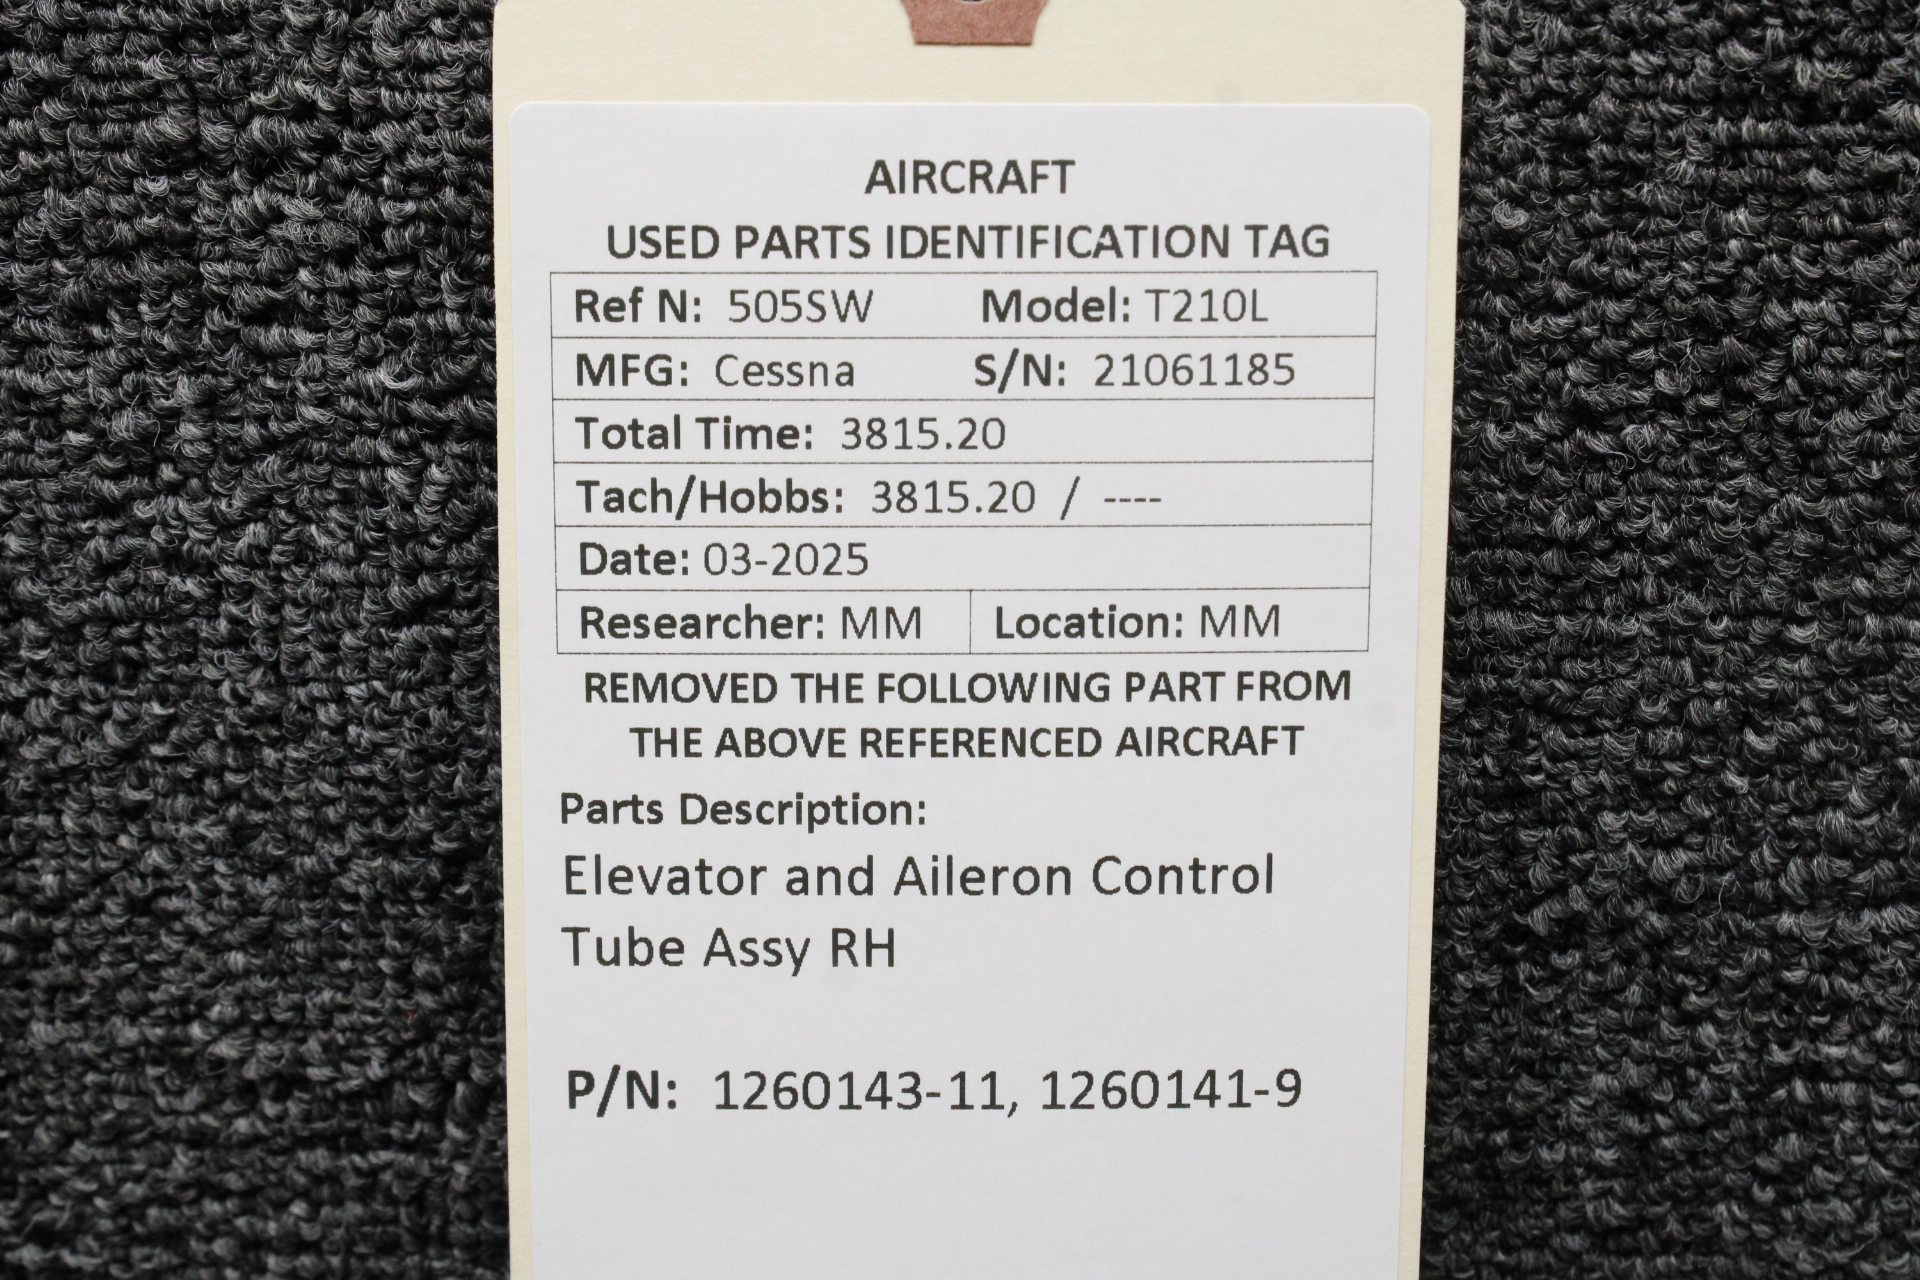 AIRCRAFT
USED PARTS IDENTIFICATION TAG
Ref N: 505SW Model: T210L
MFG: Cessna S/N: 21061185
Total Time: 3815.20
Tach/Hobbs: 3815.20 / ----
Date: 03-2025
Researcher: MM Location: MM
REMOVED THE FOLLOWING PART FROM
THE ABOVE REFERENCED AIRCRAFT
Parts Description:
Elevator and Aileron Control
Tube Assy RH
P/N: 1260143-11, 1260141-9